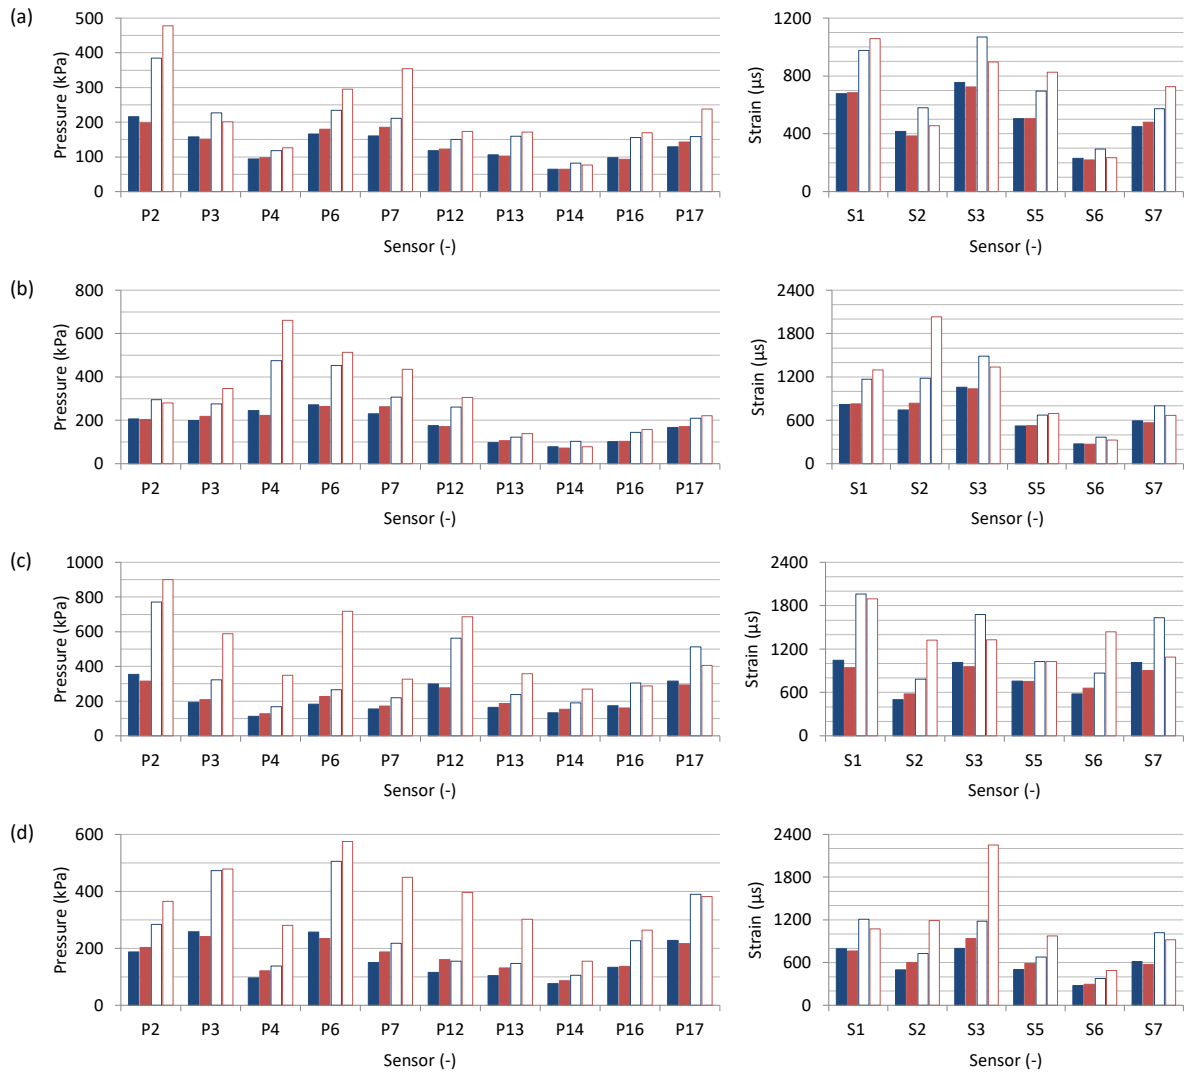 (a)
Pressure (kPa)
500
400
300
200
100
0
P2 P3 P4 P6 P7 P12 P13 P14 P16 P17
Sensor (-)
Strain (µs)
1200
800
400
0
S1 S2 S3 S5 S6 S7
Sensor (-)
(b)
Pressure (kPa)
800
600
400
200
0
P2 P3 P4 P6 P7 P12 P13 P14 P16 P17
Sensor (-)
Strain (µs)
2400
1800
1200
600
0
S1 S2 S3 S5 S6 S7
Sensor (-)
(c)
Pressure (kPa)
1000
800
600
400
200
0
P2 P3 P4 P6 P7 P12 P13 P14 P16 P17
Sensor (-)
Strain (µs)
2400
1800
1200
600
0
S1 S2 S3 S5 S6 S7
Sensor (-)
(d)
Pressure (kPa)
600
400
200
0
P2 P3 P4 P6 P7 P12 P13 P14 P16 P17
Sensor (-)
Strain (µs)
2400
1800
1200
600
0
S1 S2 S3 S5 S6 S7
Sensor (-)